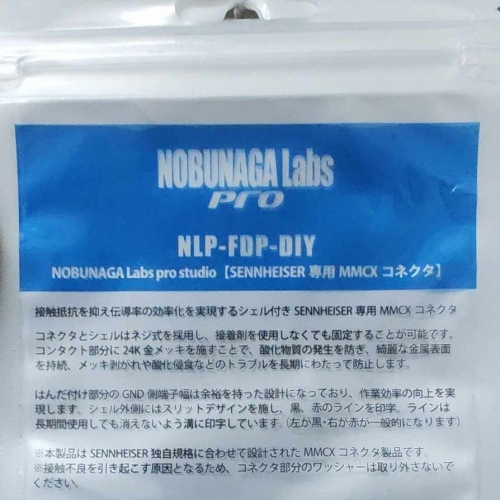 NOBUNAGA Labs
Pro
NLP-FDP-DIY
NOBUNAGA Labs pro studio【SENNHEISER 専用 MMCX コネクタ】
接触抵抗を抑え伝導率の効率化を実現するシェル付き SENNHEISER 専用 MMCX コネクタ
コネクタとシェルはネジ式を採用し、接着剤を使用しなくても固定することが可能です。
コンタクト部分に 24K 金メッキを施すことで、酸化物質の発生を防ぎ、綺麗な金属表面
を持続、メッキ剥がれや酸化侵食などのトラブルを長期にわたって防止します。
はんだ付け部分の GND 側端子幅は余裕を持った設計になっており、作業効率の向上を実
現します。シェル外側にはスリットデザインを施し、黒、赤のラインを印字。ラインは
長期間使用しても消えないよう溝に印字しています。(左が黒・右が赤が一般的になります)
※本製品は SENNHEISER 独自規格に合わせて設計された MMCX コネクタ製品です。
※接触不良を引き起こす原因となるため、コネクタ部分のワッシャーは取り外さないで
ください。